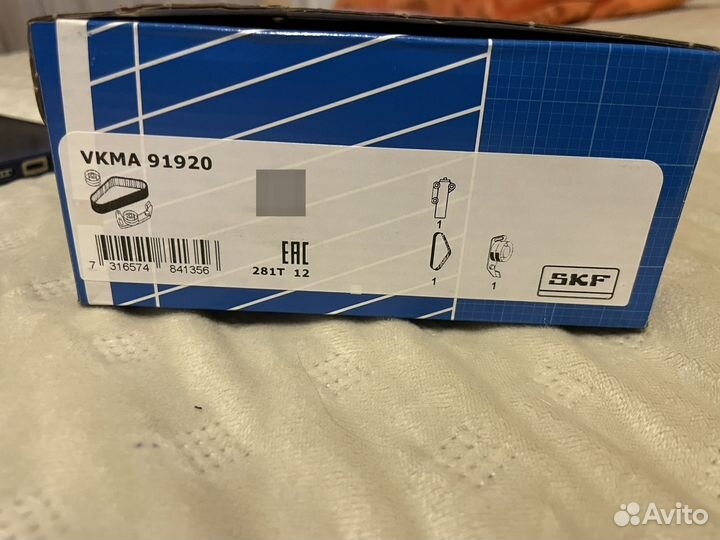 VKMA 91920
1
EAC
7 316574 841356
281T 12
1
1
SKF
Avito